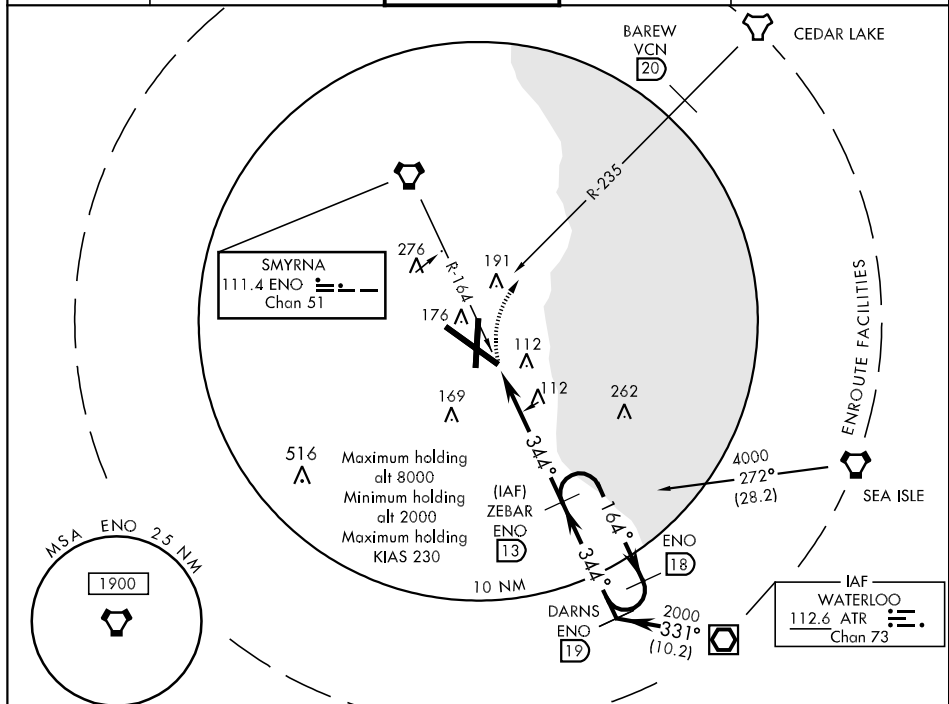 BAREW
VCN
20
CEDAR LAKE
R-235
SMYRNA
111.4 ENO
Chan 51
276
R-164
191
176
112
112
169
262
516
344°
Maximum holding
alt 8000
Minimum holding
alt 2000
Maximum holding
KIAS 230
(IAF)
ZEBAR
ENO
13
164°
344°
ENO
18
4000
272°
(28.2)
SEA ISLE
ENROUTE FACILITIES
10 NM
DARNS
ENO
19
2000
331°
(10.2)
IAF
WATERLOO
112.6 ATR
Chan 73
MSA ENO 25 NM
1900